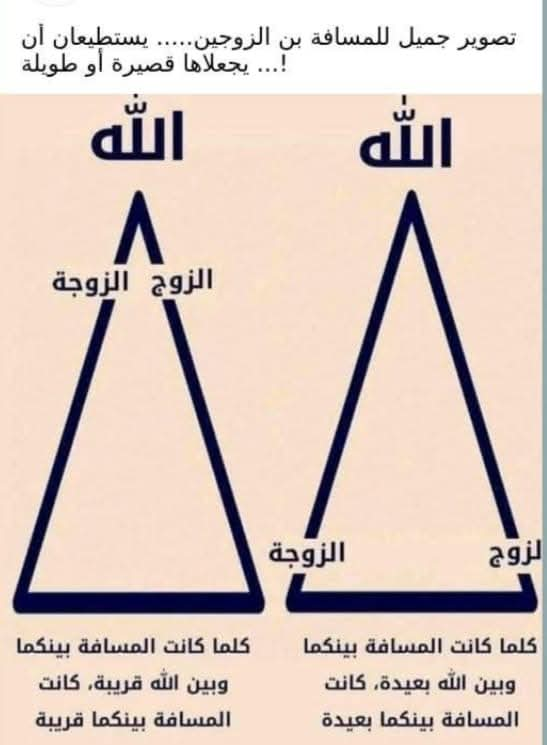 تصوير جميل للمسافة بن الزوجين..... يستطيعان أن
يجعلاها قصيرة أو طويلة ...!
الله
لزوج
الزوجة
كلما كانت المسافة بينكما
وبين الله بعيدة، كانت
المسافة بينكما بعيدة
الله
الزوج
الزوجة
كلما كانت المسافة بينكما
وبين الله قريبة، كانت
المسافة بينكما قريبة